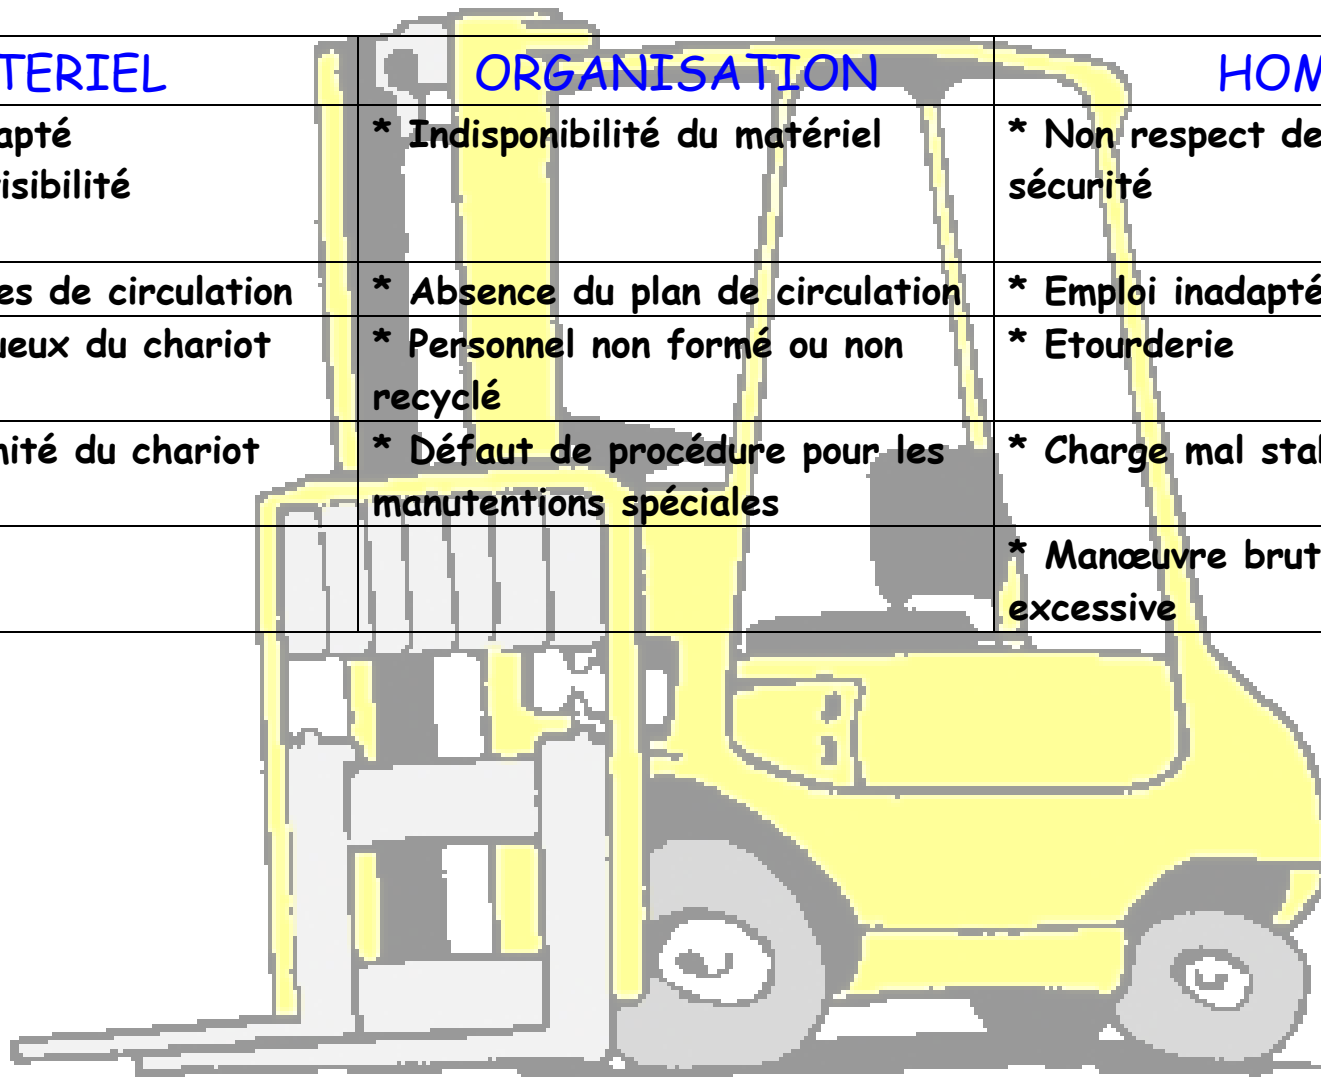 TERIEL ORGANISATION HOM
apté * Indisponibilité du matériel * Non respect de
isibilité sécurité
es de circulation * Absence du plan de circulation * Emploi inadapté
ueux du chariot * Personnel non formé ou non * Etourderie
recyclé
nité du chariot * Défaut de procédure pour les * Charge mal stab
manutentions spéciales
* Manœuvre brut
excessive